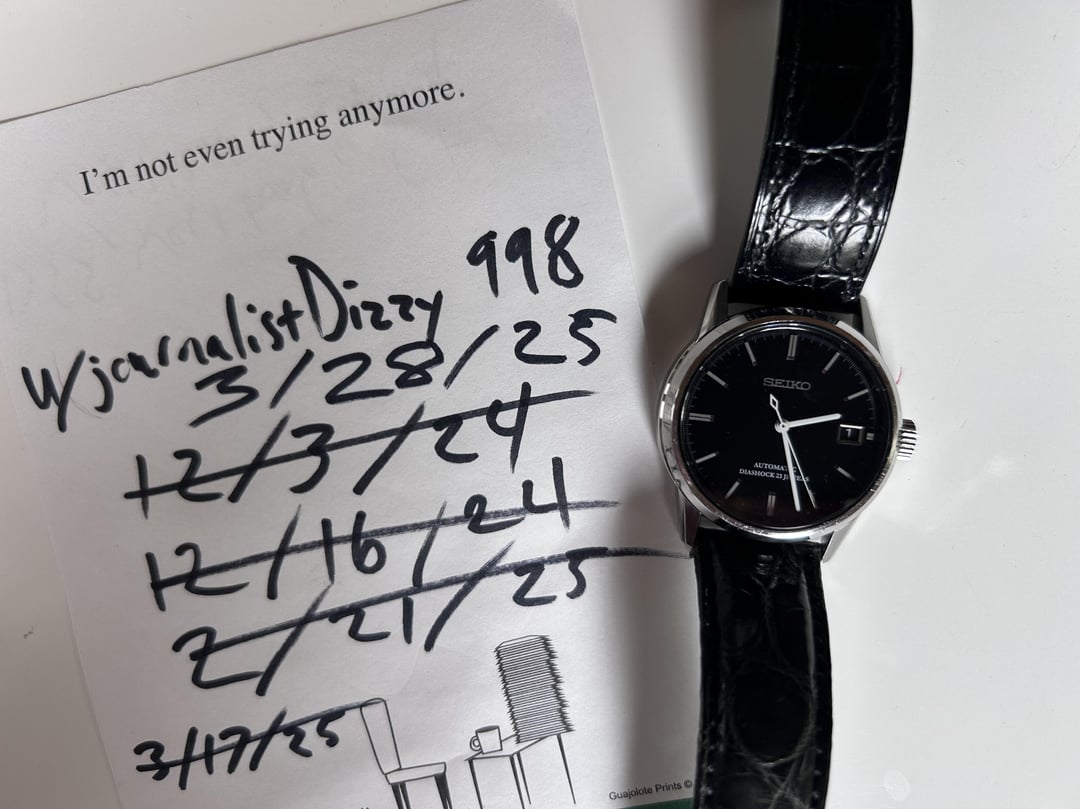 I'm not even trying anymore.
w/journalistDizzy 998
3/28/25
12/3/24
12/16/24
2/21/25
3/17/25
Guajolote Prints ©
SEIKO
1
AUTOMATIC
DIASHOCK 23